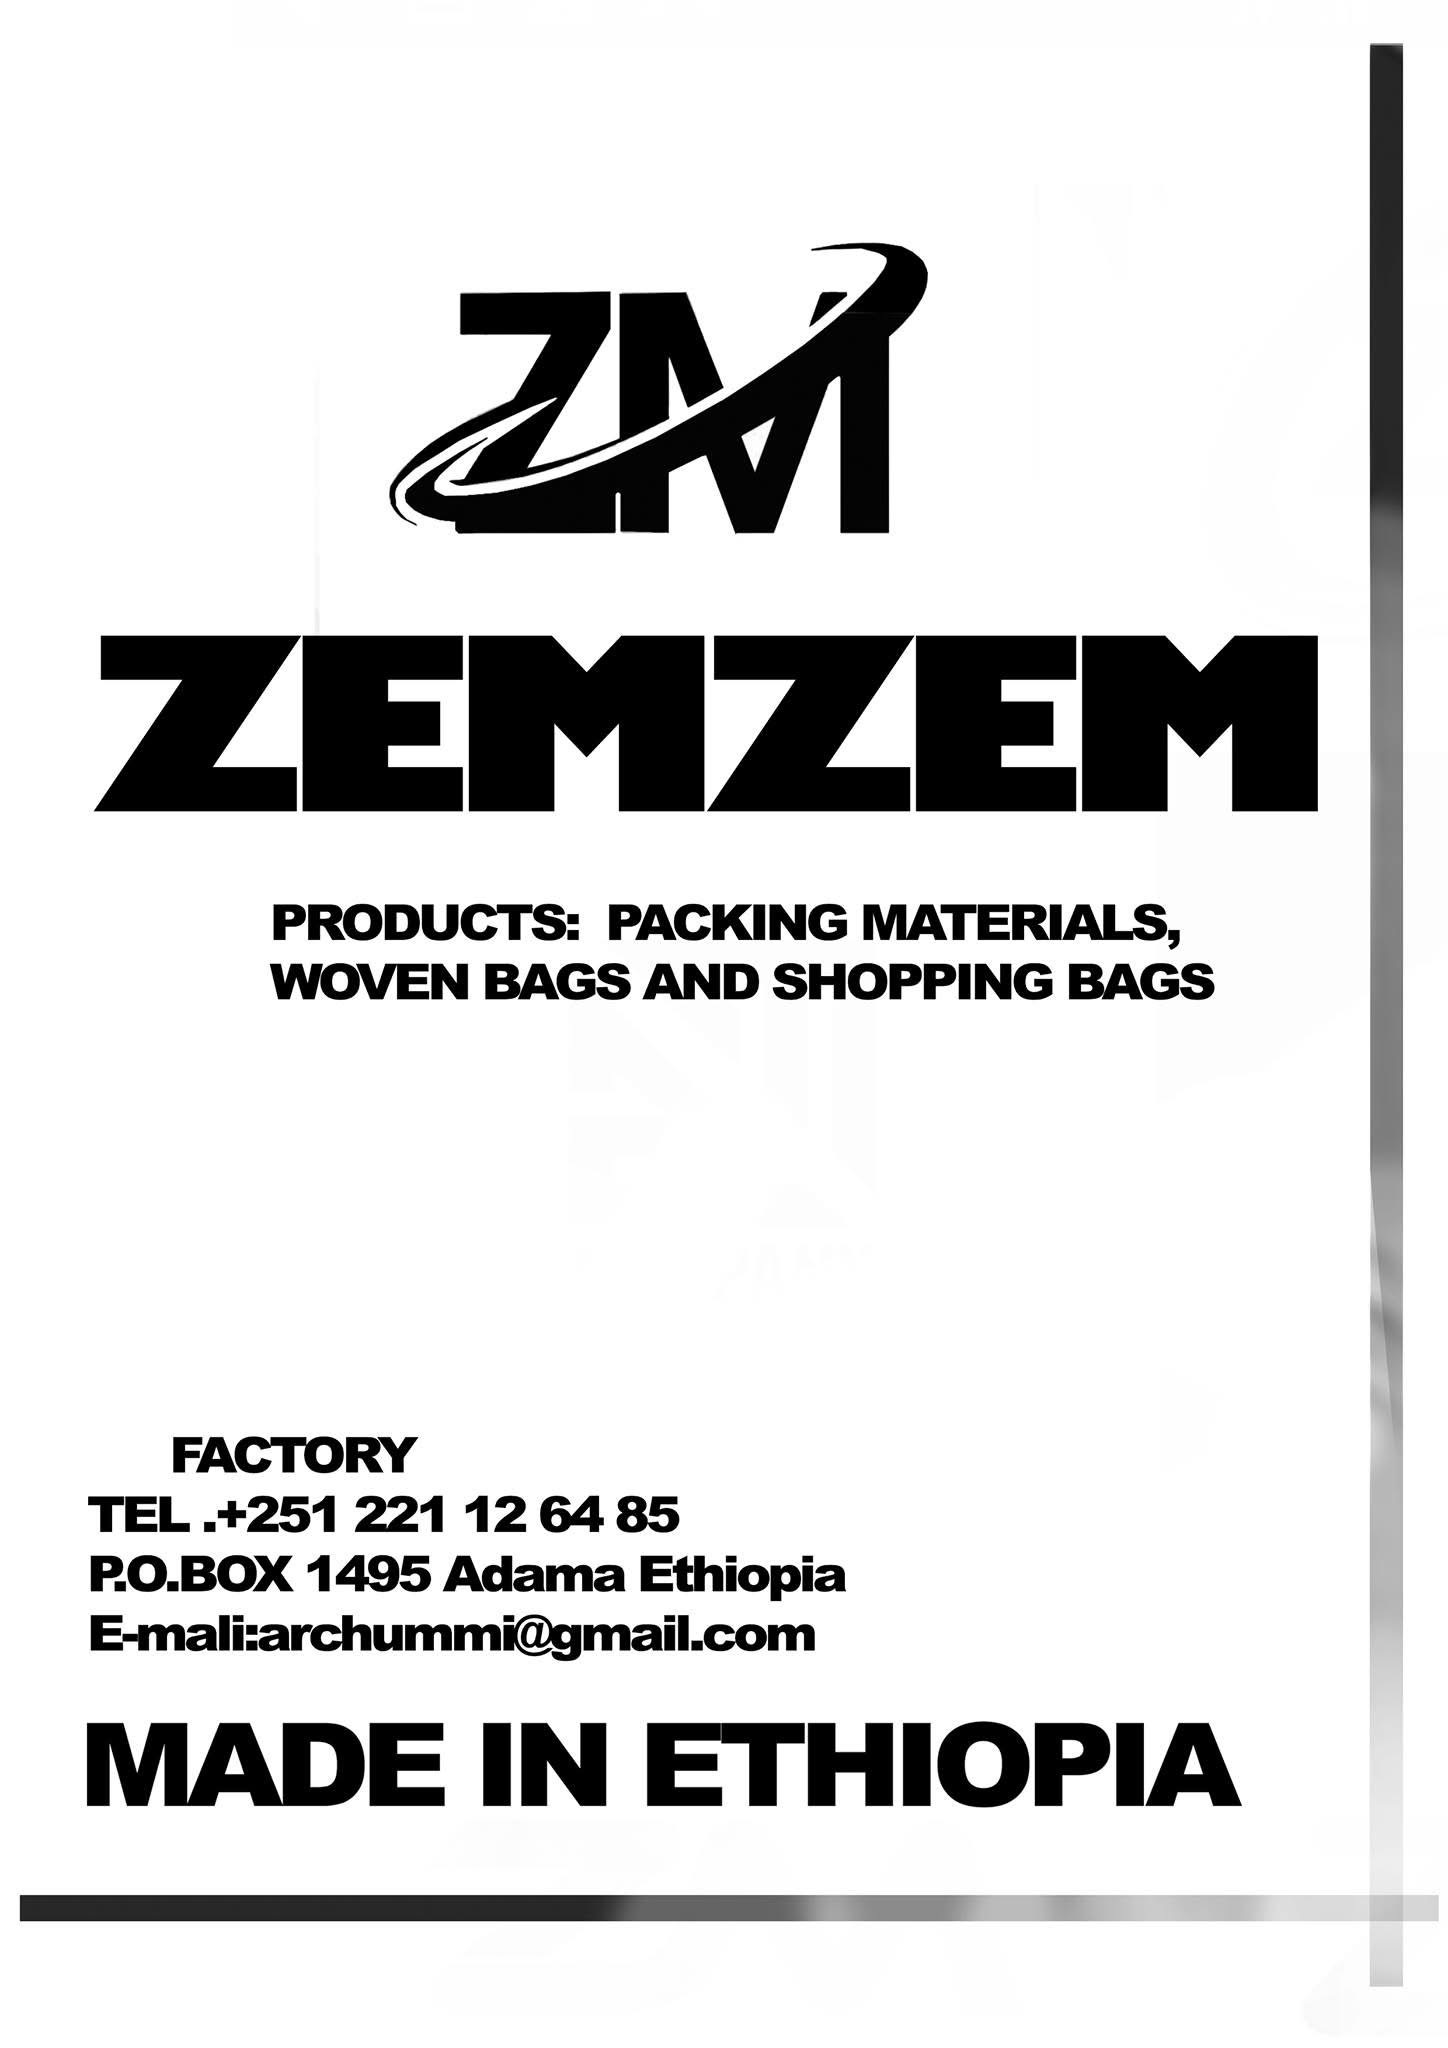 ZM
ZEMZEM
PRODUCTS: PACKING MATERIALS,
WOVEN BAGS AND SHOPPING BAGS
FACTORY
TEL .+251 221 12 64 85
P.O.BOX 1495 Adama Ethiopia
E-mali:archummi@gmail.com
MADE IN ETHIOPIA